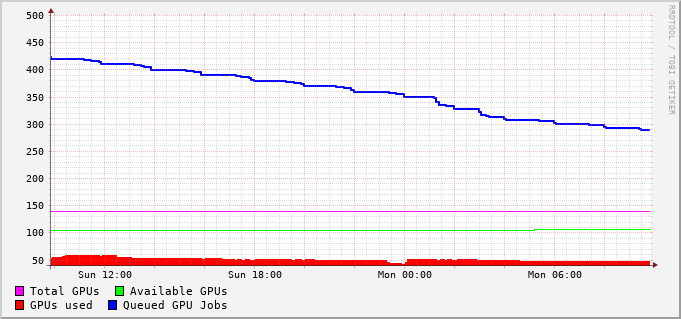 500
450
400
350
300
250
200
150
100
50
Sun 12:00 Sun 18:00 Mon 00:00 Mon 06:00
Total GPUs Available GPUs
GPUs used Queued GPU Jobs
RRDTOOL / TOBI OETIKER